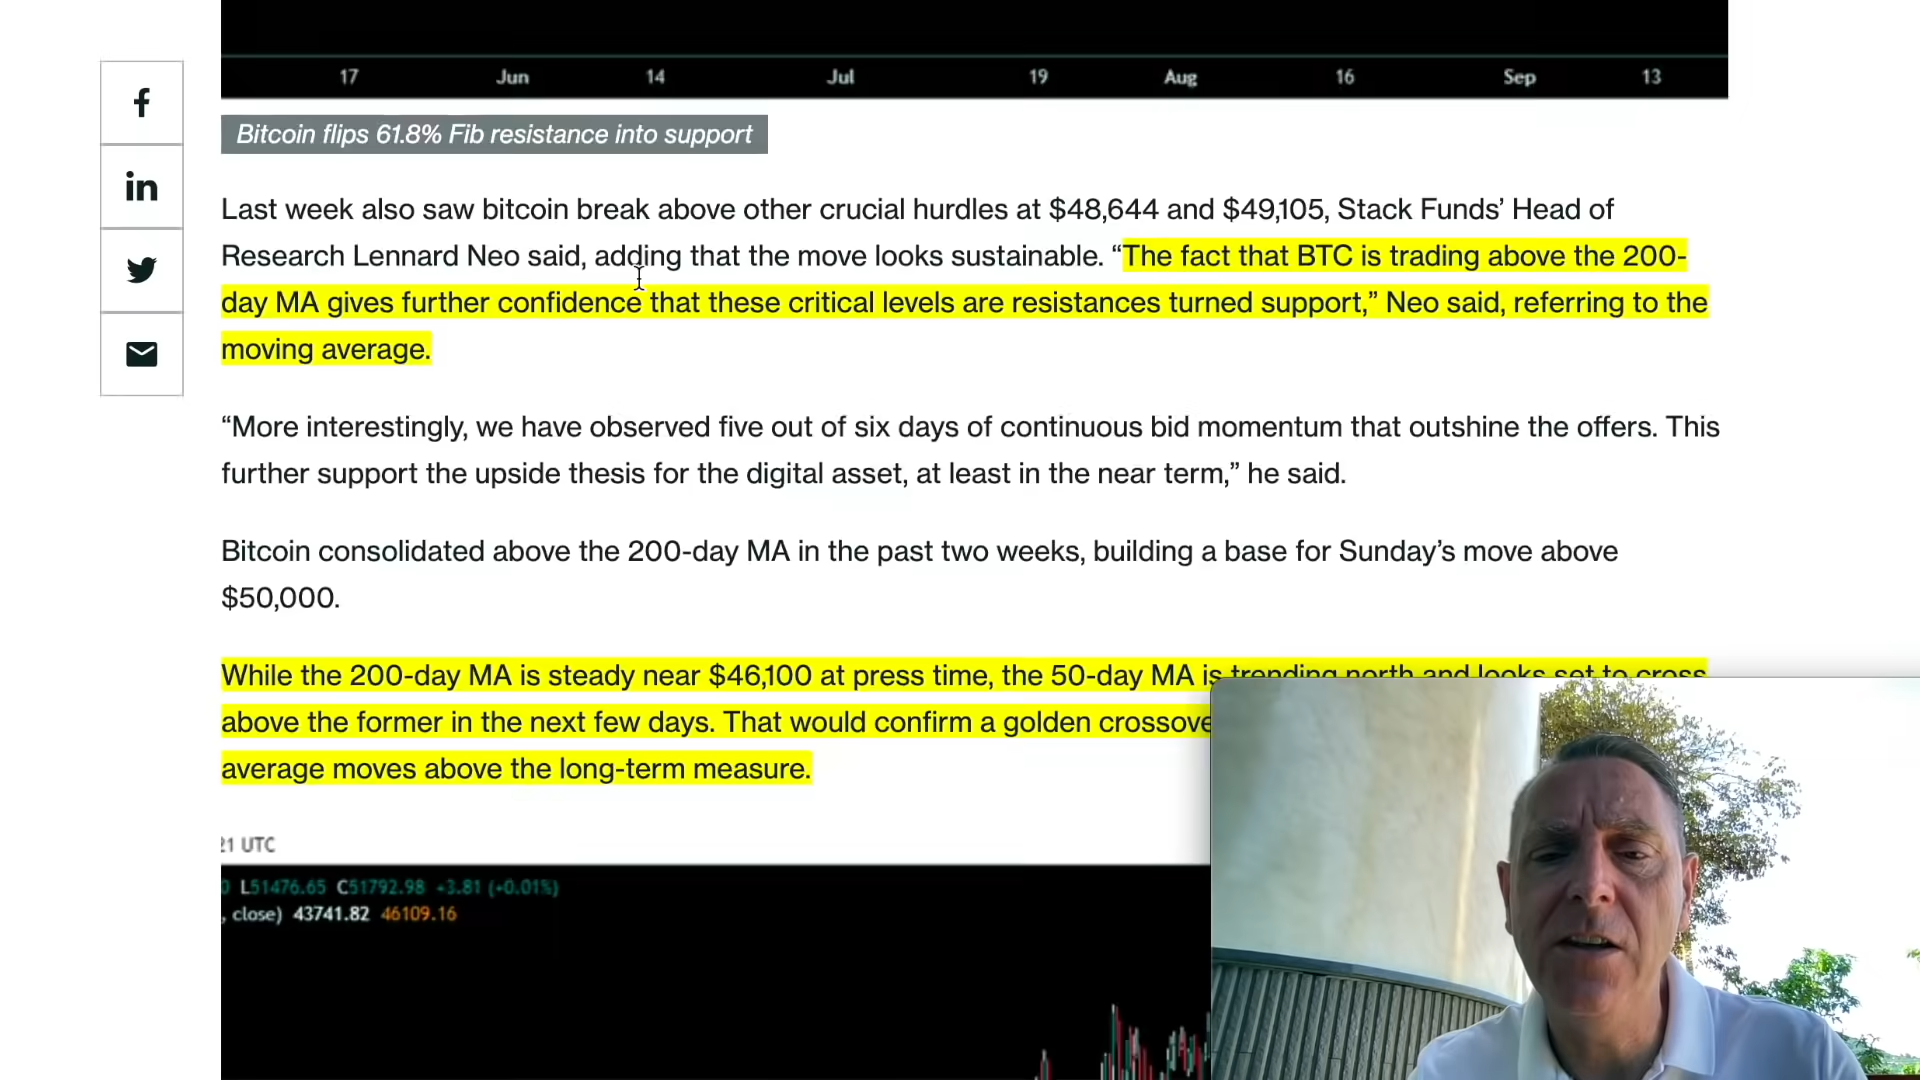 17 Jun 14 Jul 19 Aug 16 Sep 13
Bitcoin flips 61.8% Fib resistance into support
Last week also saw bitcoin break above other crucial hurdles at $48,644 and $49,105, Stack Funds’ Head of
Research Lennard Neo said, adding that the move looks sustainable. “The fact that BTC is trading above the 200-
day MA gives further confidence that these critical levels are resistances turned support,” Neo said, referring to the
moving average.
“More interestingly, we have observed five out of six days of continuous bid momentum that outshine the offers. This
further support the upside thesis for the digital asset, at least in the near term,” he said.
Bitcoin consolidated above the 200-day MA in the past two weeks, building a base for Sunday’s move above
$50,000.
While the 200-day MA is steady near $46,100 at press time, the 50-day MA is trending north and looks set to cross
above the former in the next few days. That would confirm a golden crossove
average moves above the long-term measure.
21 UTC
0 L51476.65 C51792.98 +3.81 (+0.01%)
, close) 43741.82 46109.16